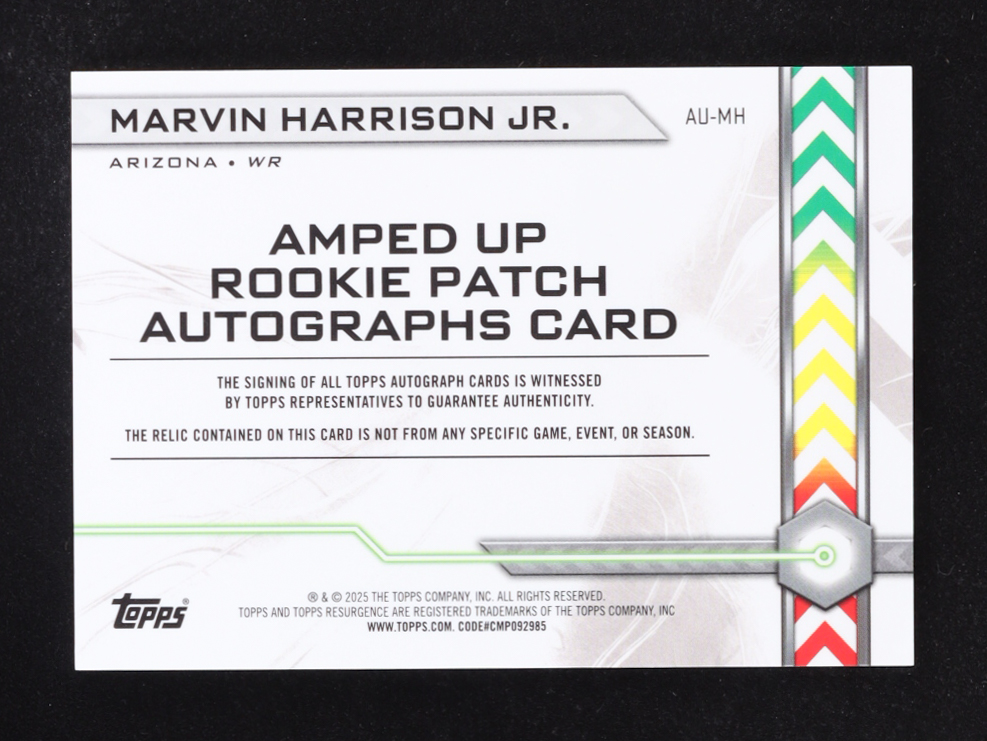 MARVIN HARRISON JR.
AU-MH
ARIZONA • WR
AMPED UP
ROOKIE PATCH
AUTOGRAPHS CARD
THE SIGNING OF ALL TOPPS AUTOGRAPH CARDS IS WITNESSED
BY TOPPS REPRESENTATIVES TO GUARANTEE AUTHENTICITY.
THE RELIC CONTAINED ON THIS CARD IS NOT FROM ANY SPECIFIC GAME, EVENT, OR SEASON.
topps®
® & © 2025 THE TOPPS COMPANY, INC. ALL RIGHTS RESERVED.
TOPPS AND TOPPS RESURGENCE ARE REGISTERED TRADEMARKS OF THE TOPPS COMPANY, INC
WWW.TOPPS.COM. CODE#CMP092985